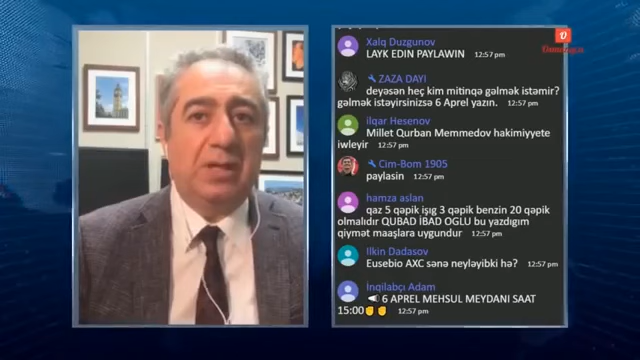 Xalq Duzgunov
LAYK EDIN PAYLAWIN 12:57 pm
ZAZA DAYI
deyəsən heç kim mitinqə gəlmək istəmir?
gəlmək istəyirsinizsə 6 Aprel yazın. 12:57 pm
ilqar Hesenov
Millet Qurban Memmedov hakimiyyete
iwleyir 12:57 pm
Cim-Bom 1905
paylasin 12:57 pm
hamza aslan
qaz 5 qəpik işıg 3 qəpik benzin 20 qəpik
olmalıdır QUBAD İBAD OGLU bu yazdıgım
qiymət maaşlara uygundur 12:57 pm
Ilkin Dadasov
Eusebio AXC sənə neyləyibki hə? 12:57 pm
İnqilabçı Adam
6 APREL MEHSUL MEYDANI SAAT
15:00 12:57 pm